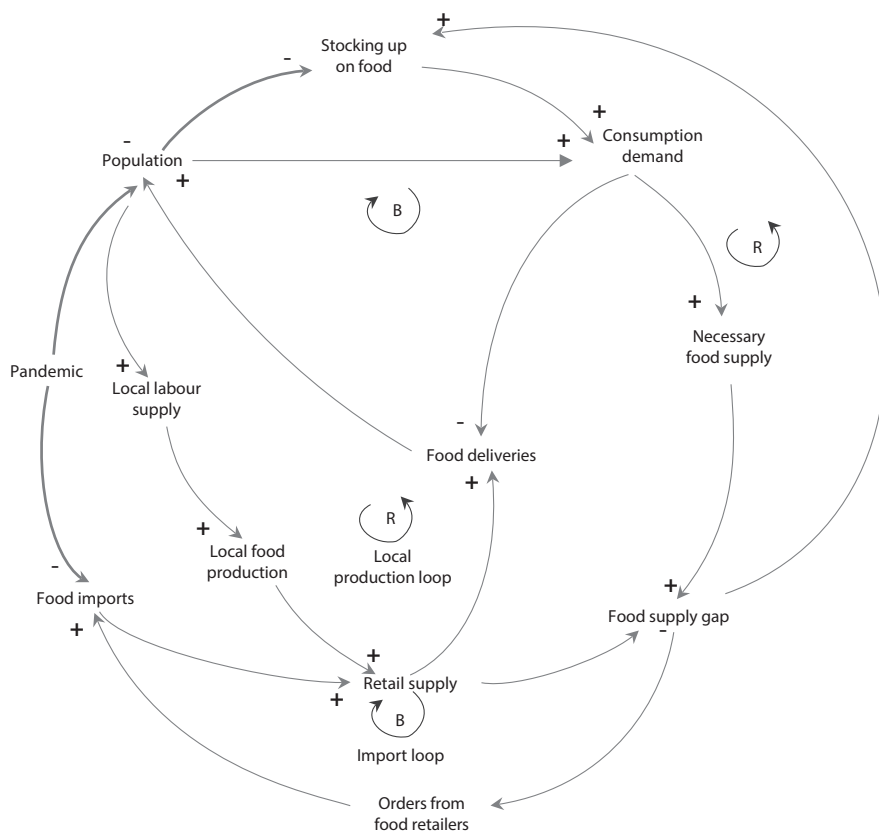 +
Stocking up
on food
-
+
Consumption
demand
+
-
Population
+
B
R
+
Necessary
food supply
Pandemic
+
Local labour
supply
-
Food deliveries
+
R
Local
production loop
+
Local food
production
-
Food imports
+
+
Food supply gap
-
+
Retail supply
+
B
Import loop
Orders from
food retailers